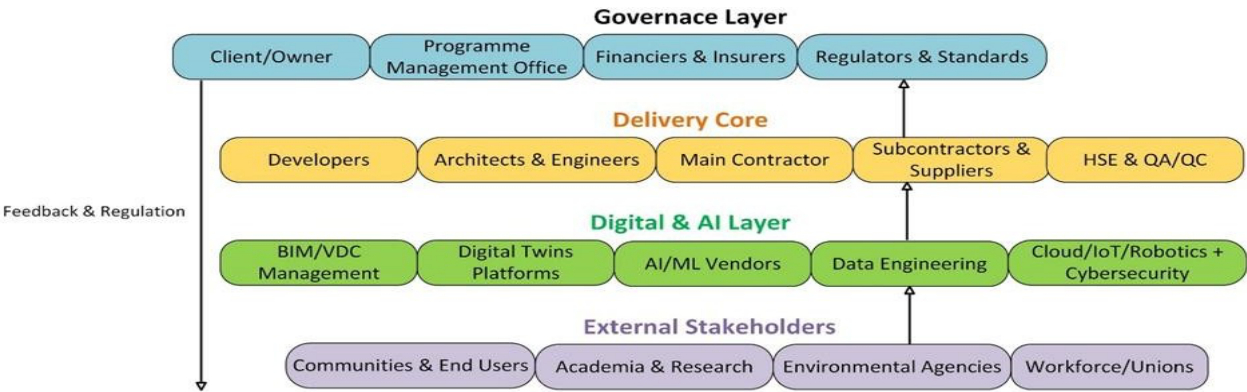 Governace Layer
Client/Owner
Programme
Management Office
Financiers & Insurers
Regulators & Standards
Delivery Core
Developers
Architects & Engineers
Main Contractor
Subcontractors &
Suppliers
HSE & QA/QC
Feedback & Regulation
Digital & AI Layer
BIM/VDC
Management
Digital Twins
Platforms
AI/ML Vendors
Data Engineering
Cloud/IoT/Robotics +
Cybersecurity
External Stakeholders
Communities & End Users
Academia & Research
Environmental Agencies
Workforce/Unions